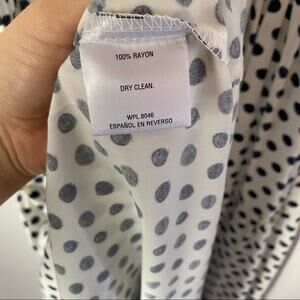 100% RAYON
DRY CLEAN.
WPL 8046
ESPAÑOL EN REVERSO